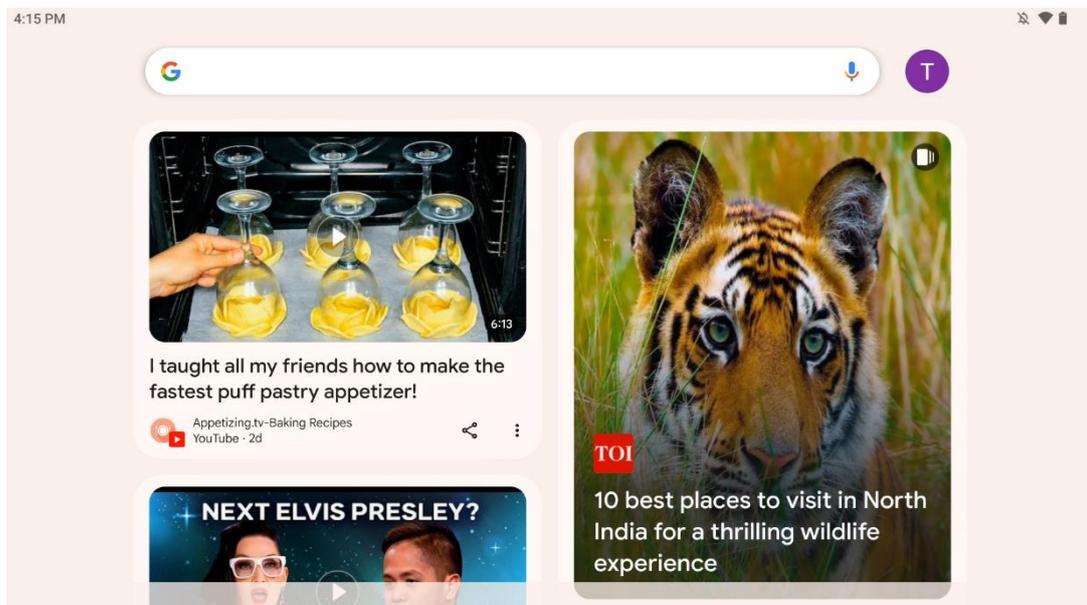 4:15 PM
T
6:13
I taught all my friends how to make the
fastest puff pastry appetizer!
Appetizing.tv-Baking Recipes
YouTube · 2d
NEXT ELVIS PRESLEY?
TOI
10 best places to visit in North
India for a thrilling wildlife
experience